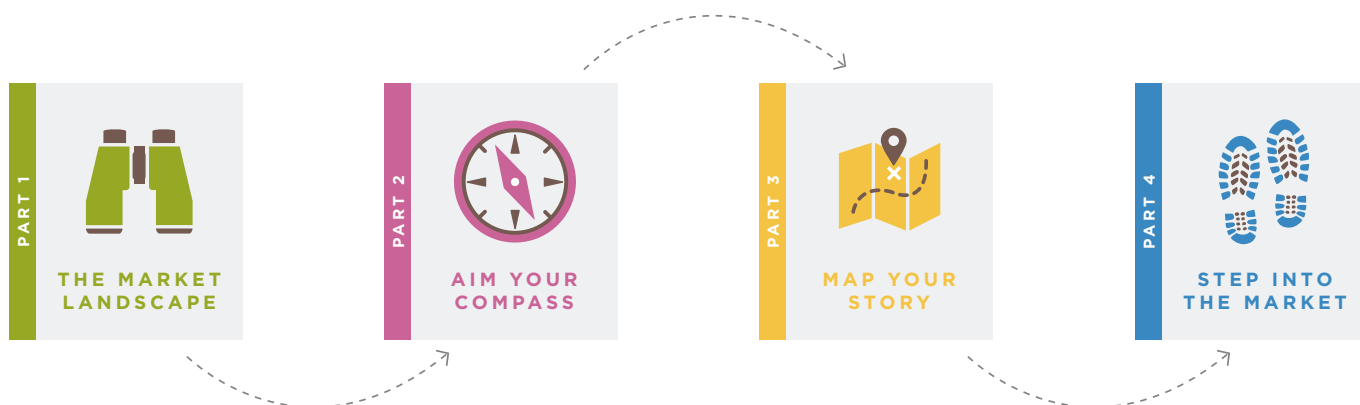 PART 1
THE MARKET
LANDSCAPE
PART 2
AIM YOUR
COMPASS
PART 3
MAP YOUR
STORY
PART 4
STEP INTO
THE MARKET